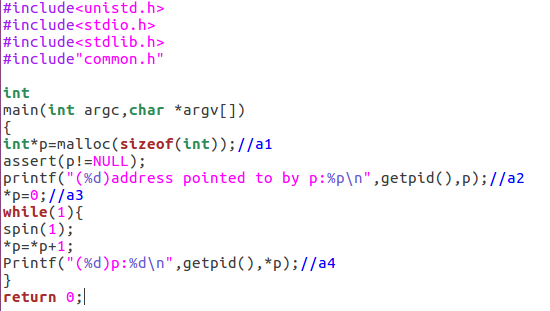 #include<unistd.h>
#include<stdio.h>
#include<stdlib.h>
#include"common.h"
int
main(int argc,char *argv[])
{
int*p=malloc(sizeof(int));//a1
assert(p!=NULL);
printf("(%d)address pointed to by p:%p\n",getpid(),p);//a2
*p=0;//a3
while(1){
spin(1);
*p=*p+1;
Printf("(%d)p:%d\n",getpid(),*p);//a4
}
return 0;